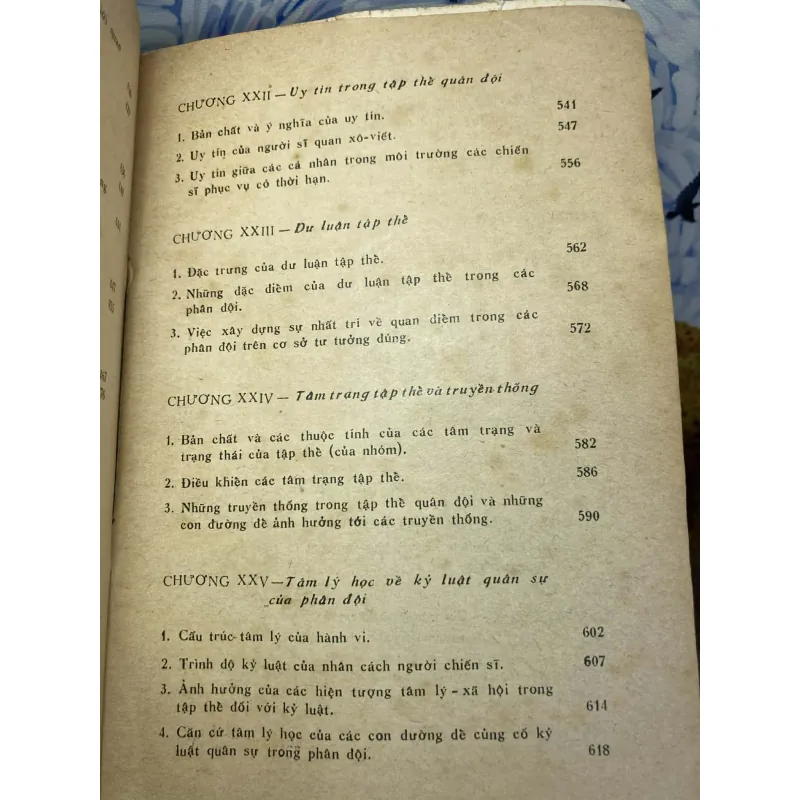 CHƯƠNG XXII — Uy tín trong tập thể quân đội
1. Bản chất và ý nghĩa của uy tín. 541
2. Uy tín của người sĩ quan xô-viết. 547
3. Uy tín giữa các cá nhân trong môi trường các chiến
sĩ phục vụ có thời hạn. 556
CHƯƠNG XXIII — Dư luận tập thể
1. Đặc trưng của dư luận tập thể. 562
2. Những đặc điểm của dư luận tập thể trong các
phân đội. 568
3. Việc xây dựng sự nhất trí về quan điểm trong các
phân đội trên cơ sở tư tưởng đúng. 572
CHƯƠNG XXIV — Tâm trạng tập thể và truyền thống
1. Bản chất và các thuộc tính của các tâm trạng và
trạng thái của tập thể (của nhóm). 582
2. Điều khiển các tâm trạng tập thể. 586
3. Những truyền thống trong tập thể quân đội và những
con đường để ảnh hưởng tới các truyền thống. 590
CHƯƠNG XXV — Tâm lý học về kỷ luật quân sự
của phân đội
1. Cấu trúc tâm lý của hành vi. 602
2. Trình độ kỷ luật của nhân cách người chiến sĩ. 607
3. Ảnh hưởng của các hiện tượng tâm lý - xã hội trong
tập thể đối với kỷ luật. 614
4. Căn cứ tâm lý học của các con đường để củng cố kỷ
luật quân sự trong phân đội. 618